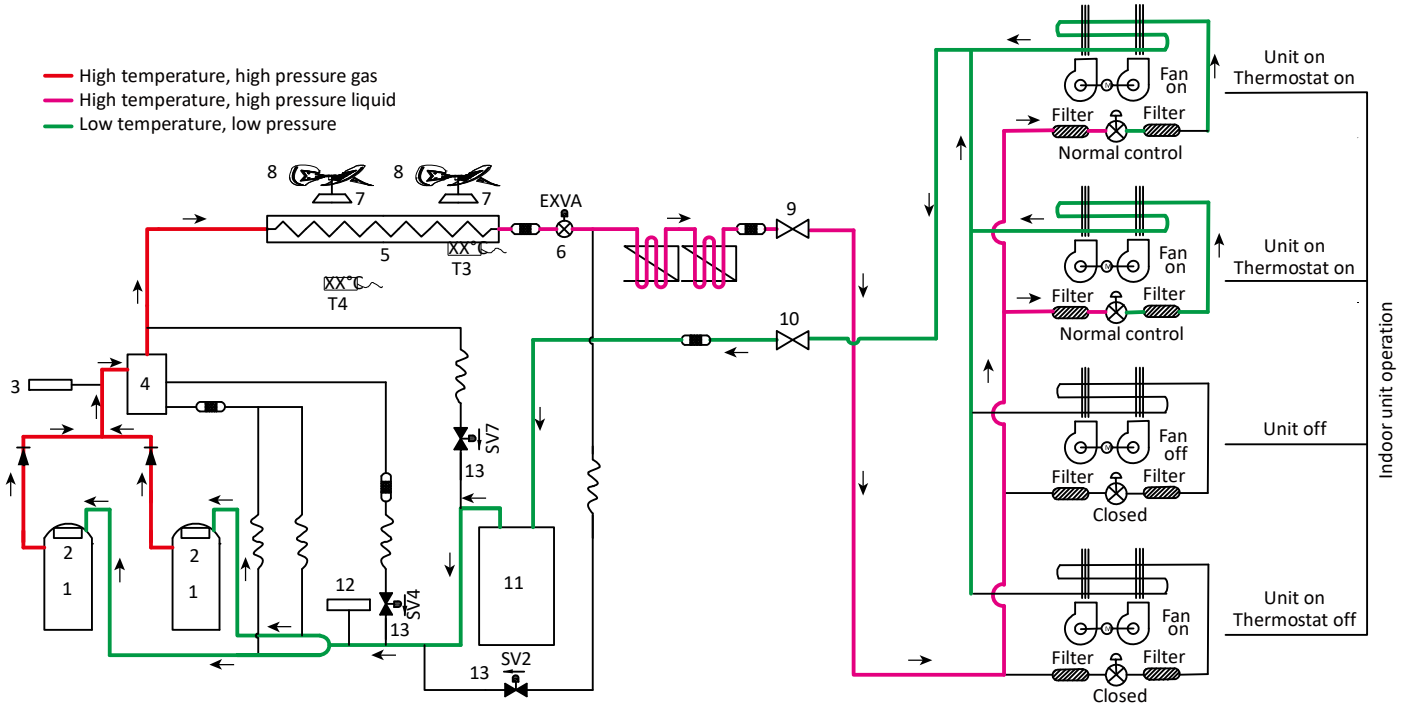 High temperature, high pressure gas
High temperature, high pressure liquid
Low temperature, low pressure
8
7
8
7
5
XX°C
T3
XX°C
T4
EXVA
6
9
10
3
4
SV7
13
2
1
2
1
12
SV4
13
11
SV2
13
M
Fan
on
Filter
Filter
Normal control
Unit on
Thermostat on
M
Fan
on
Filter
Filter
Normal control
Unit on
Thermostat on
M
Fan
off
Filter
Filter
Closed
Unit off
M
Fan
on
Filter
Filter
Closed
Unit on
Thermostat off
Indoor unit operation